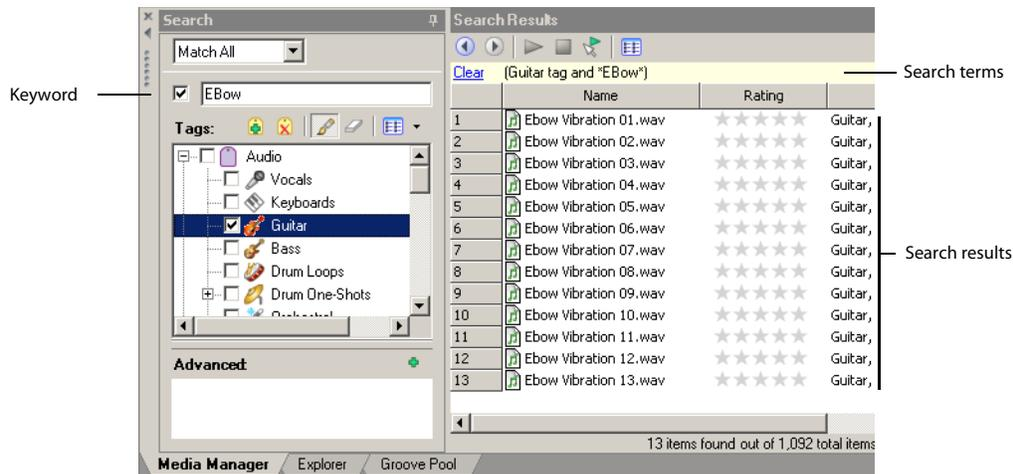 Search
Match All
Keyword
EBow
Tags:
Audio
Vocals
Keyboards
Guitar
Bass
Drum Loops
Drum One-Shots
Advanced:
Search Results
Clear (Guitar tag and *EBow*)
Search terms
Name Rating
1 Ebow Vibration 01.wav Guitar,
2 Ebow Vibration 02.wav Guitar,
3 Ebow Vibration 03.wav Guitar,
4 Ebow Vibration 04.wav Guitar,
5 Ebow Vibration 05.wav Guitar,
6 Ebow Vibration 06.wav Guitar,
7 Ebow Vibration 07.wav Guitar,
8 Ebow Vibration 08.wav Guitar,
9 Ebow Vibration 09.wav Guitar,
10 Ebow Vibration 10.wav Guitar,
11 Ebow Vibration 11.wav Guitar,
12 Ebow Vibration 12.wav Guitar,
13 Ebow Vibration 13.wav Guitar,
Search results
13 items found out of 1,092 total items
Media Manager Explorer Groove Pool